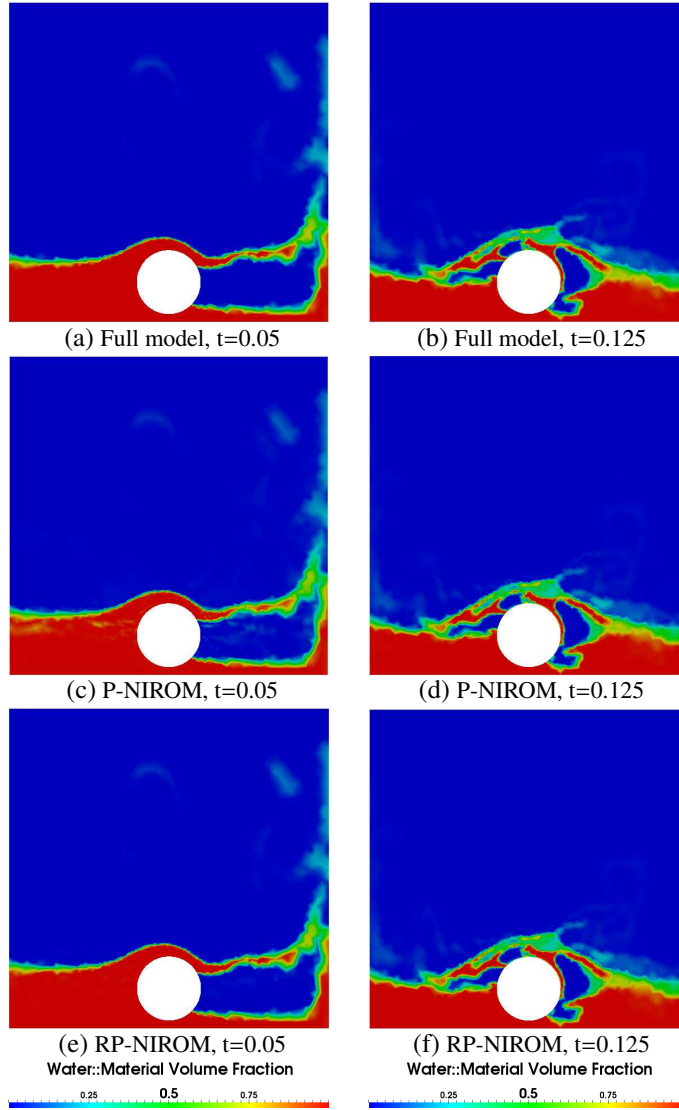 (a) Full model, t=0.05
(b) Full model, t=0.125
(c) P-NIROM, t=0.05
(d) P-NIROM, t=0.125
(e) RP-NIROM, t=0.05
(f) RP-NIROM, t=0.125
Water::Material Volume Fraction
0.25 0.5 0.75
Water::Material Volume Fraction
0.25 0.5 0.75